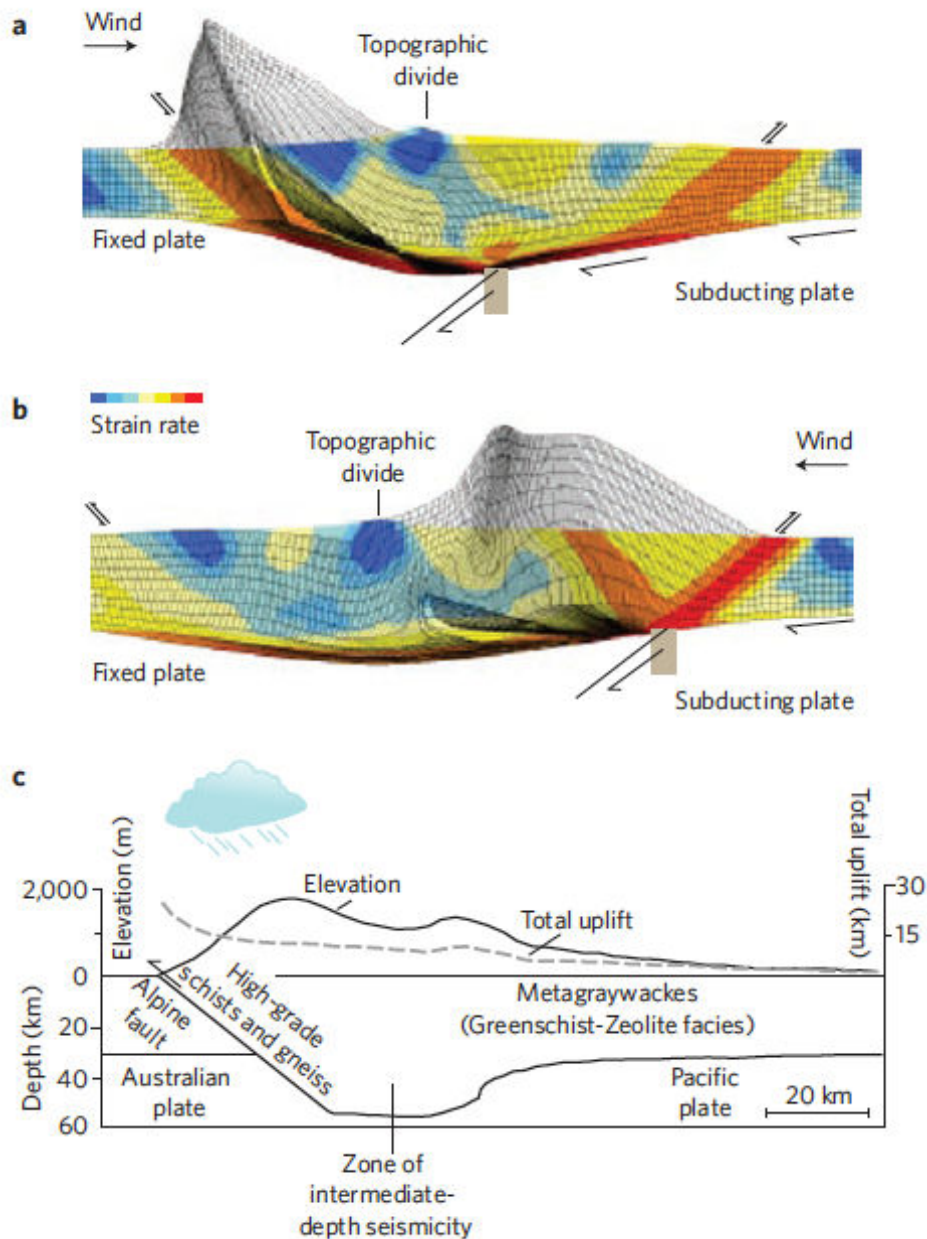 a
Wind
Topographic
divide
Fixed plate
Subducting plate
b
Strain rate
Topographic
divide
Wind
Fixed plate
Subducting plate
c
Elevation (m)
2,000
0
Elevation
Total uplift
Total uplift (km)
30
15
Depth (km)
20
40
60
Alpine
fault
High-grade
schists and gneiss
Metagraywackes
(Greenschist-Zeolite facies)
Australian
plate
Pacific
plate
20 km
Zone of
intermediate-
depth seismicity